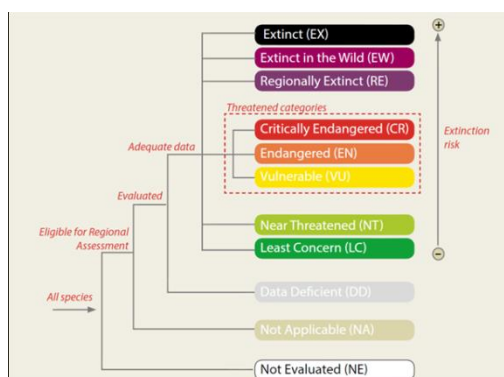 Extinct (EX)
Extinct in the Wild (EW)
Regionally Extinct (RE)
Threatened categories
Critically Endangered (CR)
Adequate data
Endangered (EN)
Extinction
risk
Vulnerable (VU)
Evaluated
Near Threatened (NT)
Eligible for Regional
Assessment
Least Concern (LC)
All species
Data Deficient (DD)
Not Applicable (NA)
Not Evaluated (NE)